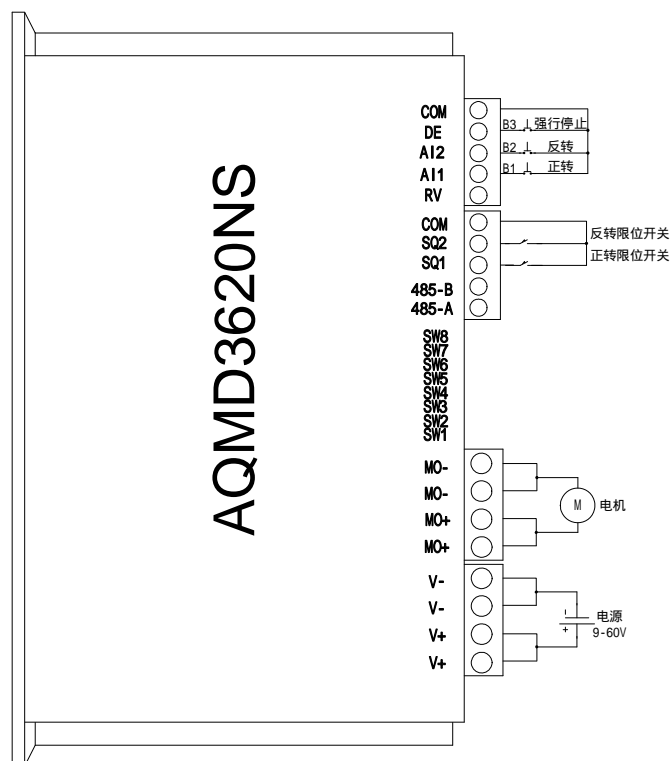 AQMD3620NS
COM
DE
B3
强行停止
AI2
B2
反转
AI1
B1
正转
RV
COM
反转限位开关
SQ2
正转限位开关
SQ1
485-B
485-A
SW8
SW7
SW6
SW5
SW4
SW3
SW2
SW1
MO-
MO-
M
电机
MO+
MO+
V-
V-
-
电源
+
9-60V
V+
V+